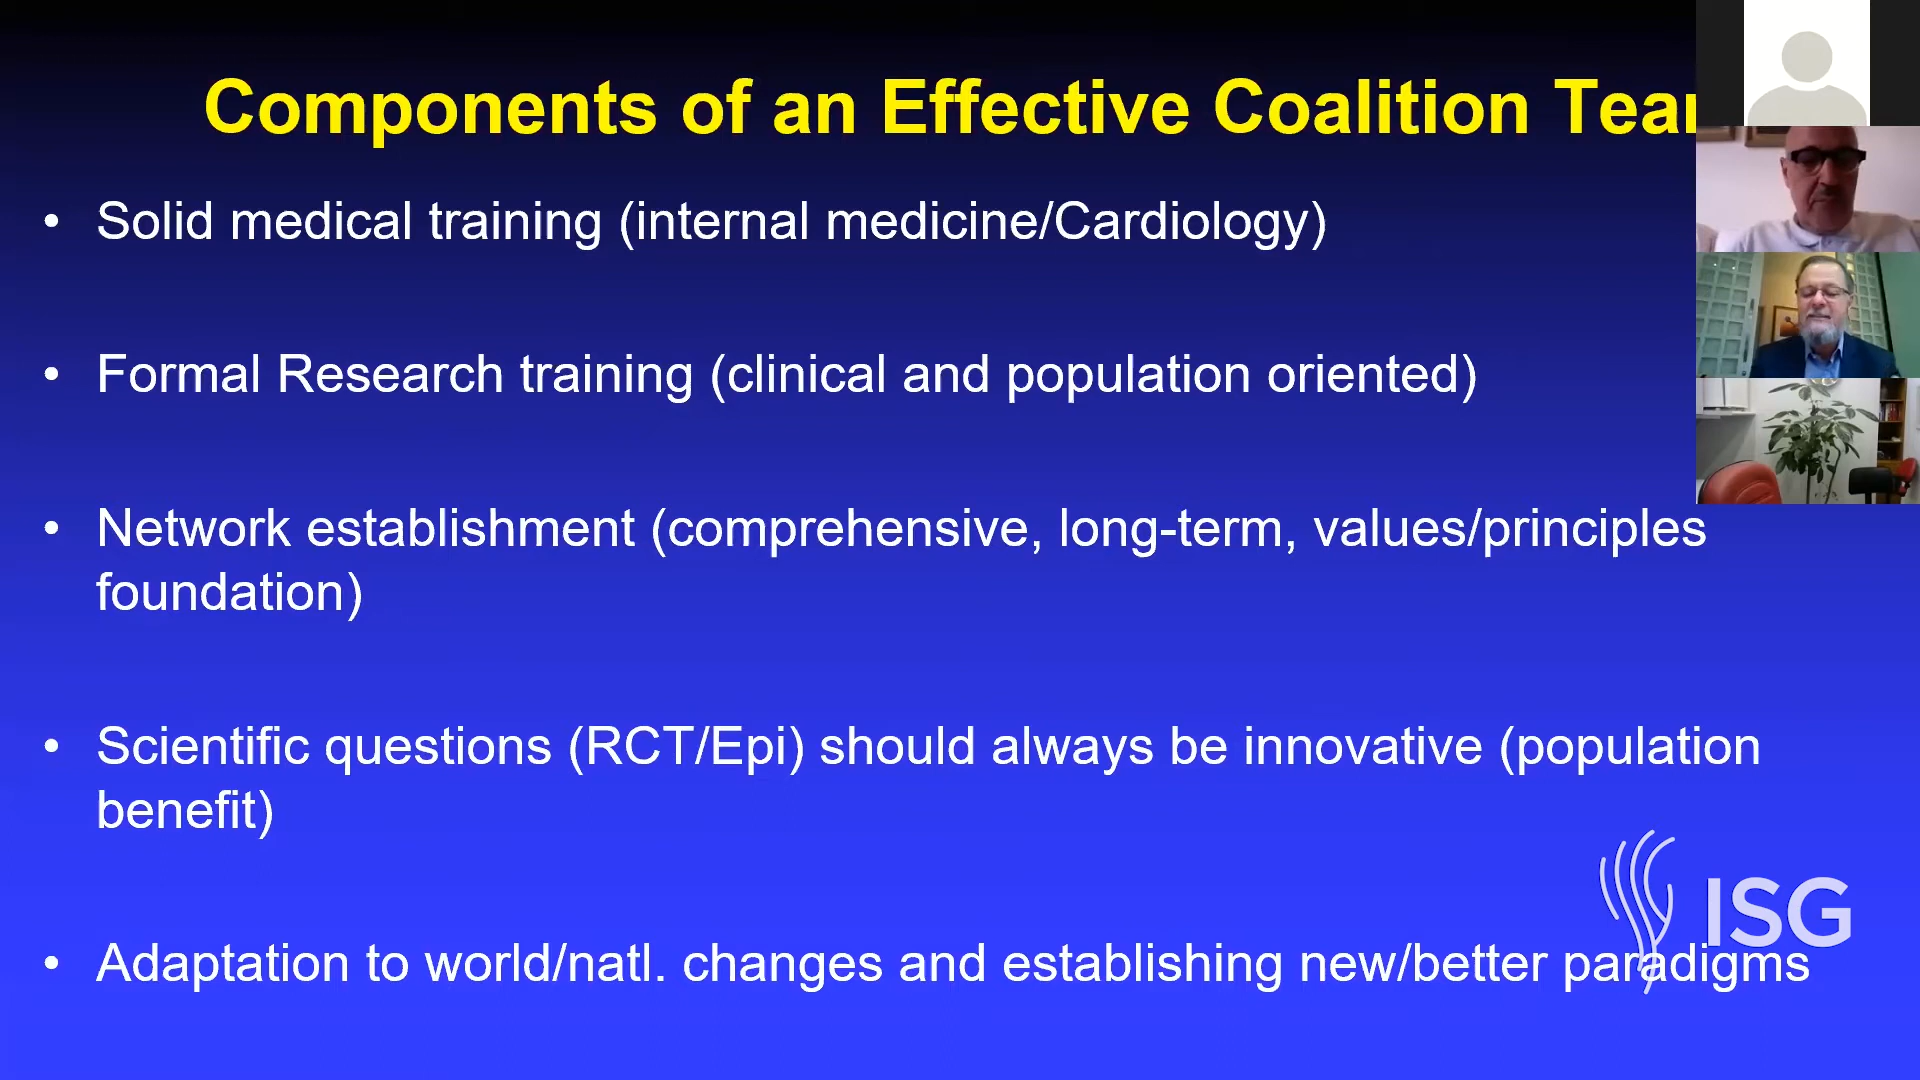 Components of an Effective Coalition Tea
• Solid medical training (internal medicine/Cardiology)
• Formal Research training (clinical and population oriented)
• Network establishment (comprehensive, long-term, values/principles
foundation)
• Scientific questions (RCT/Epi) should always be innovative (population
benefit)
ISG
• Adaptation to world/natl. changes and establishing new/better paradigms